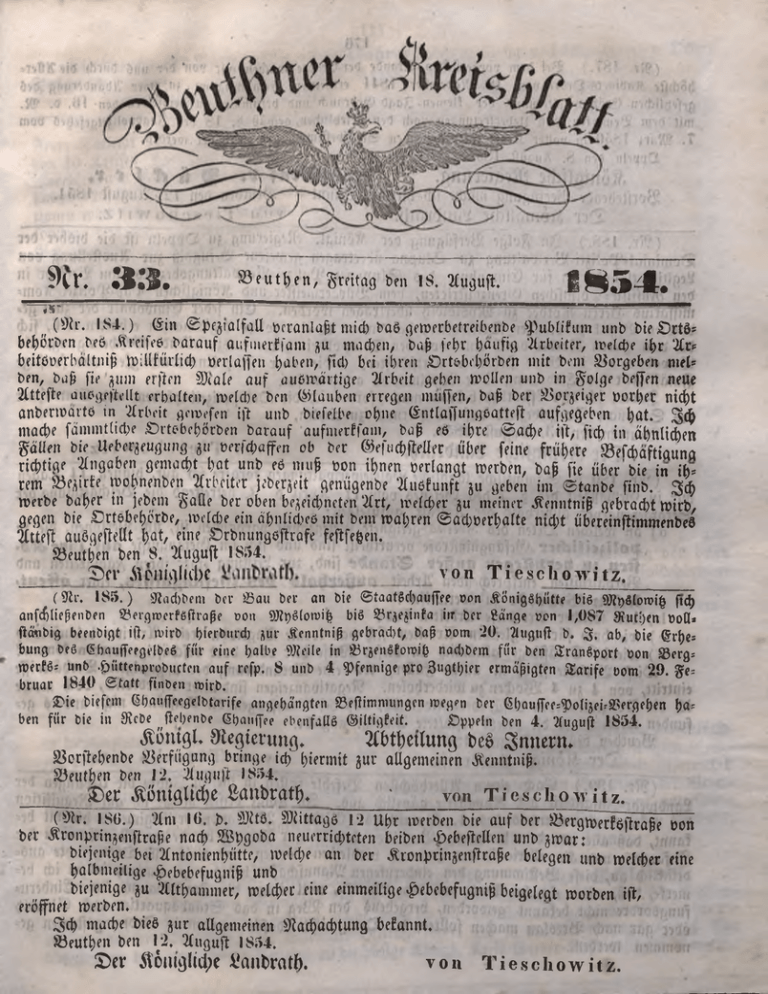 Beuthner Kreisblatt.
Nr. 33. Beuthen, Freitag den 18. August. 1854.
(Nr. 184.) Ein Spezialfall veranlaßt mich das gewerbetreibende Publikum und die Orts-
behörden des Kreises darauf aufmerksam zu machen, daß sehr häufig Arbeiter, welche ihr Ar-
beitsverhältniß willkürlich verlassen haben, sich bei ihren Ortsbehörden mit dem Vorgeben mel-
den, daß sie zum ersten Male auf auswärtige Arbeit gehen wollen und in Folge dessen neue
Atteste ausgestellt erhalten, welche den Glauben erregen müssen, daß der Vorzeiger vorher nicht
anderwärts in Arbeit gewesen ist und dieselbe ohne Entlassungsattest aufgegeben hat. Ich
mache sämmtliche Ortsbehörden darauf aufmerksam, daß es ihre Sache ist, sich in ähnlichen
Fällen die Ueberzeugung zu verschaffen ob der Gesuchsteller über seine frühere Beschäftigung
richtige Angaben gemacht hat und es muß von ihnen verlangt werden, daß sie über die in ih-
rem Bezirke wohnenden Arbeiter jederzeit genügende Auskunft zu geben im Stande sind. Ich
werde daher in jedem Falle der oben bezeichneten Art, welcher zu meiner Kenntniß gebracht wird,
gegen die Ortsbehörde, welche ein ähnliches mit dem wahren Sachverhalte nicht übereinstimmendes
Attest ausgestellt hat, eine Ordnungsstrafe festsetzen.
Beuthen den 8. August 1854.
Der Königliche Landrath. von Tieschowitz.
(Nr. 185.) Nachdem der Bau der an die Staatschaussee von Königshütte bis Myslowitz sich
anschließenden Bergwerksstraße von Myslowitz bis Brzezinka in der Länge von 1,087 Ruthen voll-
ständig beendigt ist, wird hierdurch zur Kenntniß gebracht, daß vom 20. August d. J. ab, die Erhe-
bung des Chausseegeldes für eine halbe Meile in Brzenskowitz nachdem für den Transport von Berg-
werks- und Hüttenproducten auf resp. 8 und 4 Pfennige pro Zugthier ermäßigten Tarife vom 29. Fe-
bruar 1840 Statt finden wird.
Die diesem Chausseegeldtarife angehängten Bestimmungen wegen der Chaussee-Polizei-Vergehen ha-
ben für die in Rede stehende Chaussee ebenfalls Giltigkeit. Oppeln den 4. August 1854.
Königl. Regierung. Abtheilung des Innern.
Vorstehende Verfügung bringe ich hiermit zur allgemeinen Kenntniß.
Beuthen den 12. August 1854.
Der Königliche Landrath. von Tieschowitz.
(Nr. 186.) Am 16. d. Mts. Mittags 12 Uhr werden die auf der Bergwerksstraße von
der Kronprinzenstraße nach Wygoda neuerrichteten beiden Hebestellen und zwar:
diejenige bei Antonienhütte, welche an der Kronprinzenstraße belegen und welcher eine
halbmeilige Hebebefugniß und
diejenige zu Althammer, welcher eine einmeilige Hebebefugniß beigelegt worden ist,
eröffnet werden.
Ich mache dies zur allgemeinen Nachachtung bekannt.
Beuthen den 12. August 1854.
Der Königliche Landrath. von Tieschowitz.